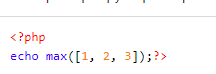 <?php
echo max([1, 2, 3]);?>